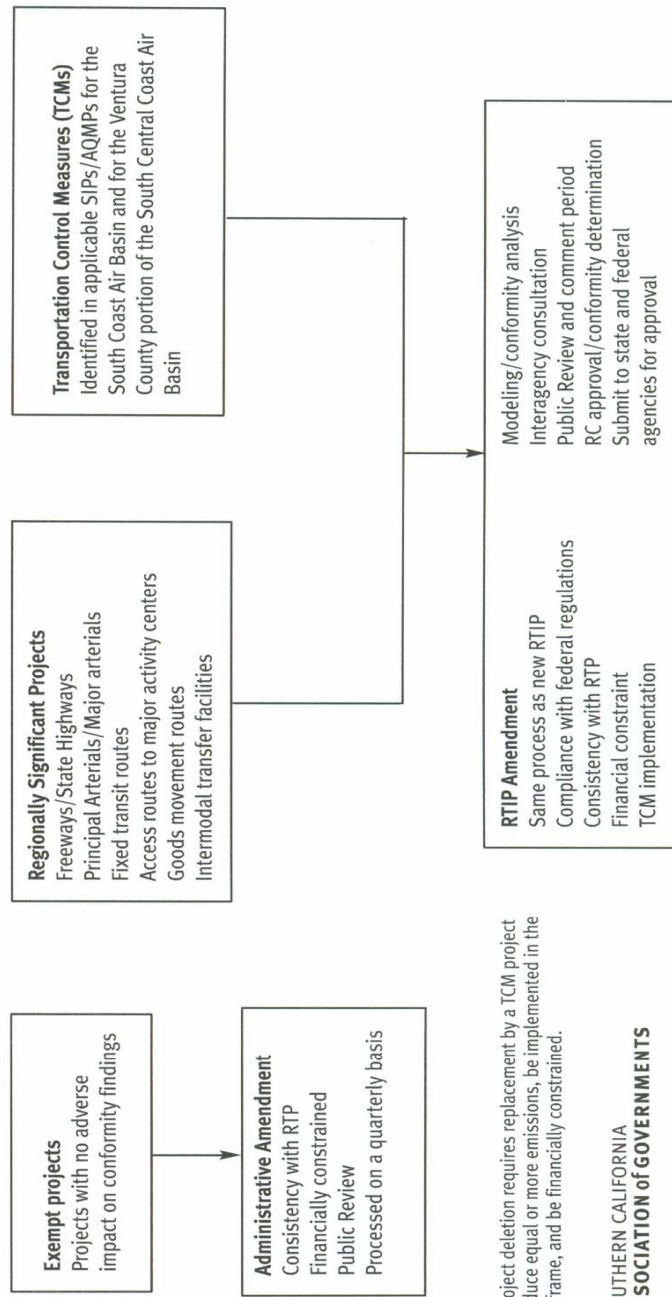 Exempt projects
Projects with no adverse
impact on conformity findings
Regionally Significant Projects
Freeways/State Highways
Principal Arterials/Major arterials
Fixed transit routes
Access routes to major activity centers
Goods movement routes
Intermodal transfer facilities
Transportation Control Measures (TCMs)
Identified in applicable SIPs/AQMPs for the
South Coast Air Basin and for the Ventura
County portion of the South Central Coast Air
Basin
Administrative Amendment
Consistency with RTP
Financially constrained
Public Review
Processed on a quarterly basis
RTIP Amendment
Same process as new RTIP
Compliance with federal regulations
Consistency with RTP
Financial constraint
TCM implementation
Modeling/conformity analysis
Interagency consultation
Public Review and comment period
RC approval/conformity determination
Submit to state and federal
agencies for approval
oject deletion requires replacement by a TCM project
duce equal or more emissions, be implemented in the
frame, and be financially constrained.
UTHERN CALIFORNIA
SOCIATION of GOVERNMENTS